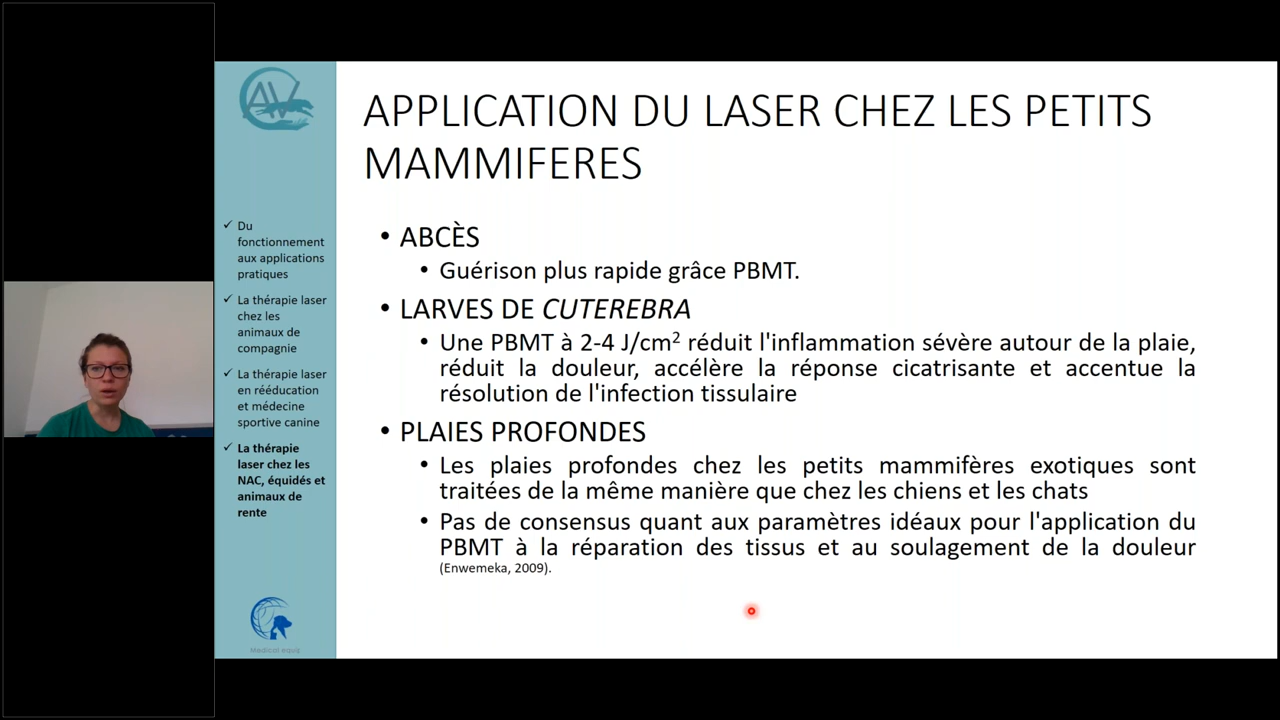 AV
Du
fonctionnement
aux applications
pratiques
La thérapie laser
chez les
animaux de
compagnie
La thérapie laser
en rééducation
et médecine
sportive canine
La thérapie
laser chez les
NAC, équidés et
animaux de
rente
Medical equa
APPLICATION DU LASER CHEZ LES PETITS
MAMMIFERES
• ABCÈS
• Guérison plus rapide grâce PBMT.
• LARVES DE CUTEREBRA
• Une PBMT à 2-4 J/cm² réduit l'inflammation sévère autour de la plaie,
réduit la douleur, accélère la réponse cicatrisante et accentue la
résolution de l'infection tissulaire
• PLAIES PROFONDES
• Les plaies profondes chez les petits mammifères exotiques sont
traitées de la même manière que chez les chiens et les chats
• Pas de consensus quant aux paramètres idéaux pour l'application du
PBMT à la réparation des tissus et au soulagement de la douleur
(Enwemeka, 2009).